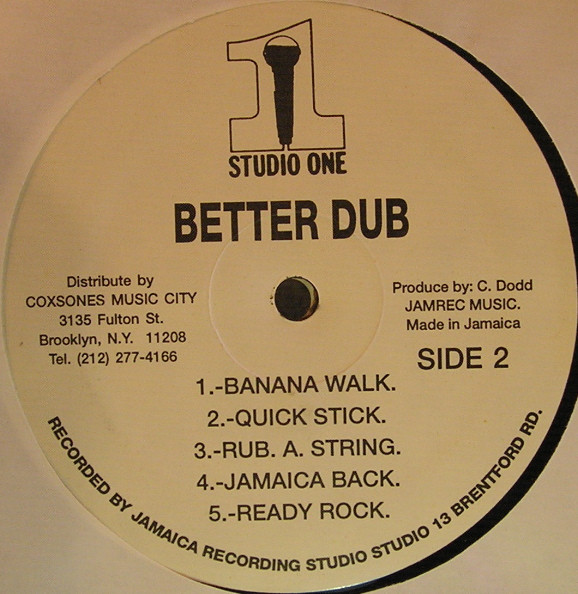 1
STUDIO ONE
BETTER DUB
Distribute by
COXSONES MUSIC CITY
3135 Fulton St.
Brooklyn, N.Y. 11208
Tel. (212) 277-4166
Produce by: C. Dodd
JAMREC MUSIC.
Made in Jamaica
SIDE 2
1.-BANANA WALK.
2.-QUICK STICK.
3.-RUB. A. STRING.
4.-JAMAICA BACK.
5.-READY ROCK.
RECORDED BY JAMAICA RECORDING STUDIO STUDIO 13 BRENTFORD RD.